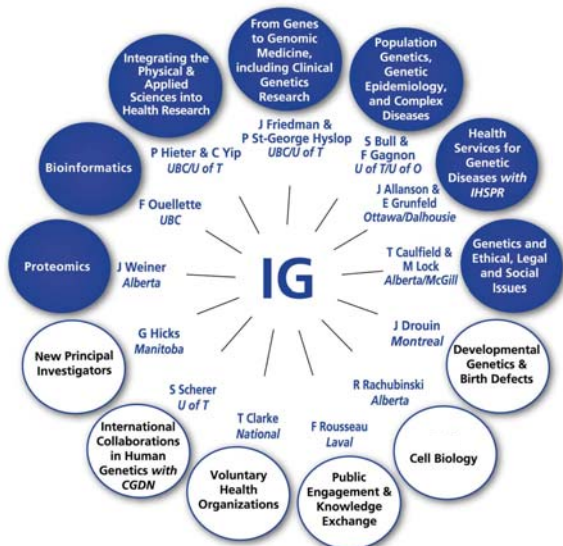 From Genes
to Genomic
Medicine,
including Clinical
Genetics
Research
J Friedman &
P St-George Hyslop
UBC/U of T
Population
Genetics,
Genetic
Epidemiology,
and Complex
Diseases
S Bull &
F Gagnon
U of T/U of O
Health
Services for
Genetic
Diseases with
IHSPR
J Allanson &
E Grunfeld
Ottawa/Dalhousie
Genetics and
Ethical, Legal
and Social
Issues
T Caulfield &
M Lock
Alberta/McGill
Developmental
Genetics &
Birth Defects
J Drouin
Montreal
Cell Biology
R Rachubinski
Alberta
Public
Engagement &
Knowledge
Exchange
F Rousseau
Laval
Voluntary
Health
Organizations
T Clarke
National
International
Collaborations
in Human
Genetics with
CGDN
S Scherer
U of T
New Principal
Investigators
G Hicks
Manitoba
Proteomics
J Weiner
Alberta
Bioinformatics
F Ouellette
UBC
Integrating the
Physical &
Applied
Sciences into
Health Research
P Hieter & C Yip
UBC/U of T
IG